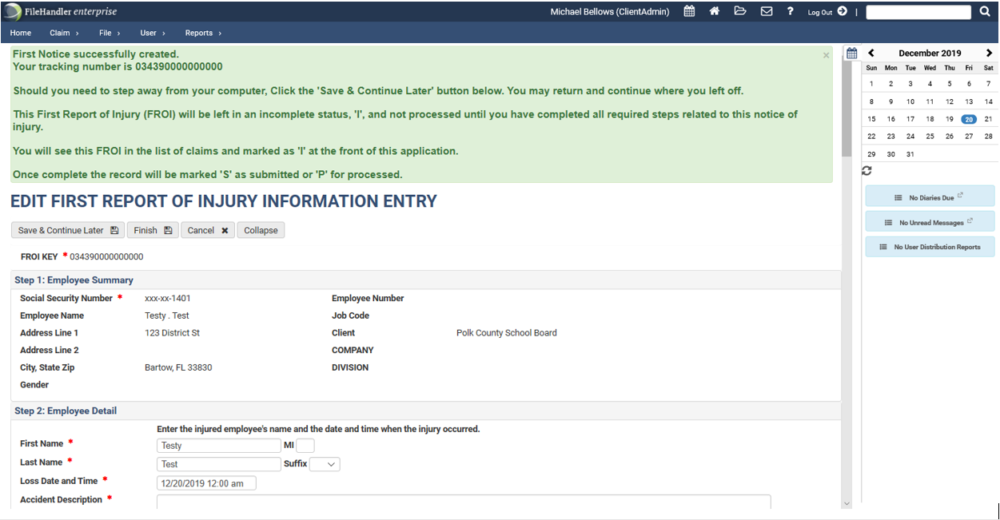 FileHandler enterprise
Michael Bellows (ClientAdmin) ? Log Out |
Home Claim › File › User › Reports ›
First Notice successfully created. ×
Your tracking number is 034390000000000
Should you need to step away from your computer, Click the 'Save & Continue Later' button below. You may return and continue where you left off.
This First Report of Injury (FROI) will be left in an incomplete status, 'I', and not processed until you have completed all required steps related to this notice of
injury.
You will see this FROI in the list of claims and marked as 'I' at the front of this application.
Once complete the record will be marked 'S' as submitted or 'P' for processed.
EDIT FIRST REPORT OF INJURY INFORMATION ENTRY
Save & Continue Later Finish Cancel Collapse
FROI KEY * 034390000000000
Step 1: Employee Summary
Social Security Number * xxx-xx-1401 Employee Number
Employee Name Testy . Test Job Code
Address Line 1 123 District St Client Polk County School Board
Address Line 2 COMPANY
City, State Zip Bartow, FL 33830 DIVISION
Gender
Step 2: Employee Detail
Enter the injured employee's name and the date and time when the injury occurred.
First Name * Testy MI
Last Name * Test Suffix
Loss Date and Time * 12/20/2019 12:00 am
Accident Description *
December 2019
Sun Mon Tue Wed Thu Fri Sat
1 2 3 4 5 6 7
8 9 10 11 12 13 14
15 16 17 18 19 20 21
22 23 24 25 26 27 28
29 30 31
No Diaries Due
No Unread Messages
No User Distribution Reports